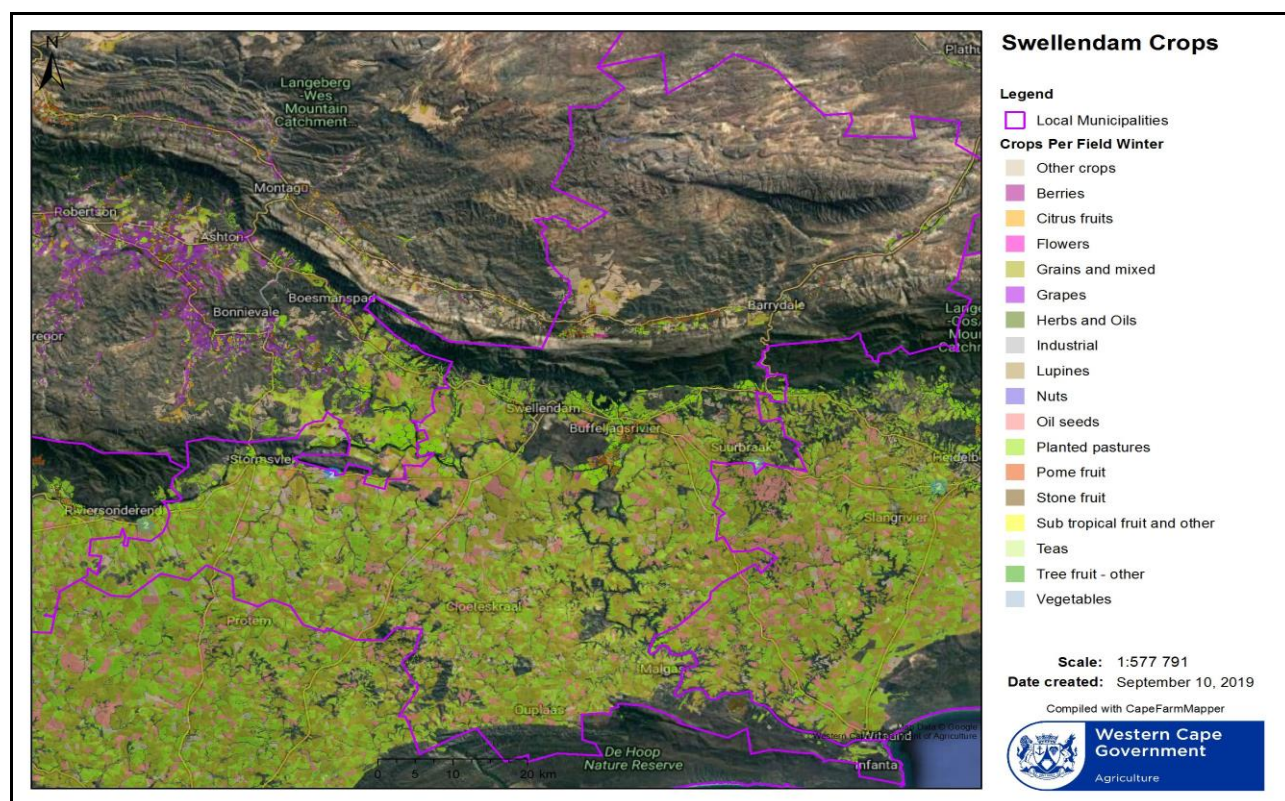 Swellendam Crops
Legend
Local Municipalities
Crops Per Field Winter
Other crops
Berries
Citrus fruits
Flowers
Grains and mixed
Grapes
Herbs and Oils
Industrial
Lupines
Nuts
Oil seeds
Planted pastures
Pome fruit
Stone fruit
Sub tropical fruit and other
Teas
Tree fruit - other
Vegetables
Scale: 1:577 791
Date created: September 10, 2019
Compiled with CapeFarmMapper
Western Cape
Government
Agriculture
N
Langeberg
-Wes
Mountain
Catchment
Montagu
Robertson
Ashton
Boesmanspad
Bonnievale
Barrydale
Swellendam
Buffeljagsrivier
Suurbraak
Stormsvlei
Riviersonderend
2
2
Slangrivier
Cloeteskraal
Protem
Malgas
Ouplaas
De Hoop
Nature Reserve
Witsand
Infanta
0 5 10 20 km